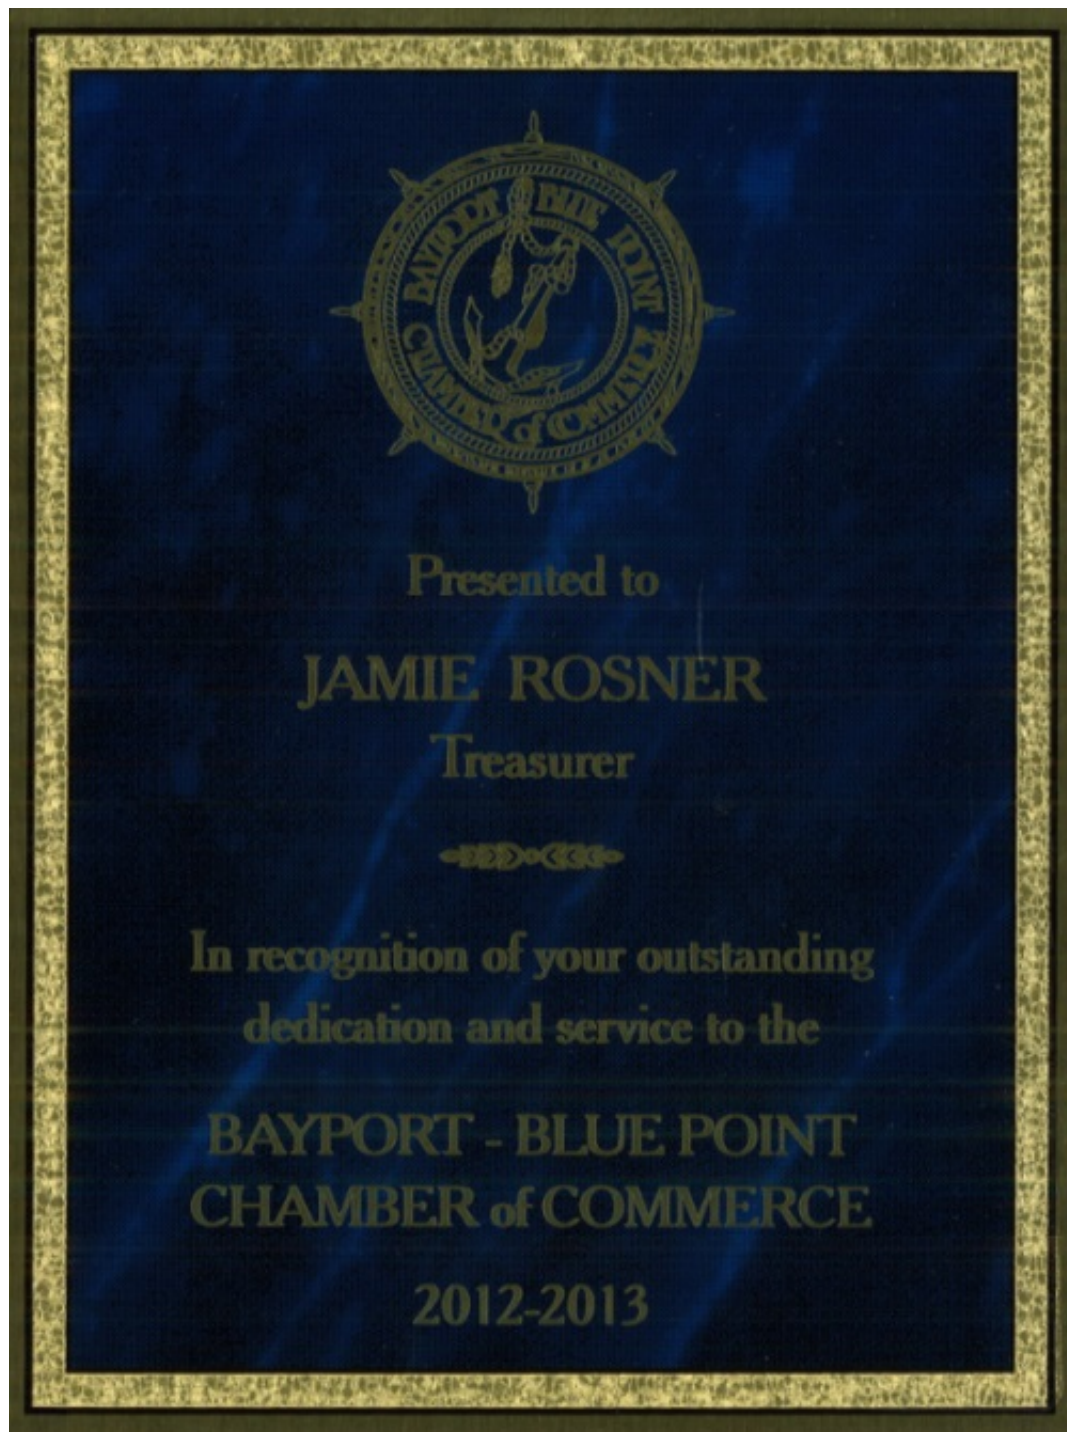 BAYPORT BLUE POINT
CHAMBER of COMMERCE
Presented to
JAMIE ROSNER
Treasurer
In recognition of your outstanding
dedication and service to the
BAYPORT - BLUE POINT
CHAMBER of COMMERCE
2012-2013